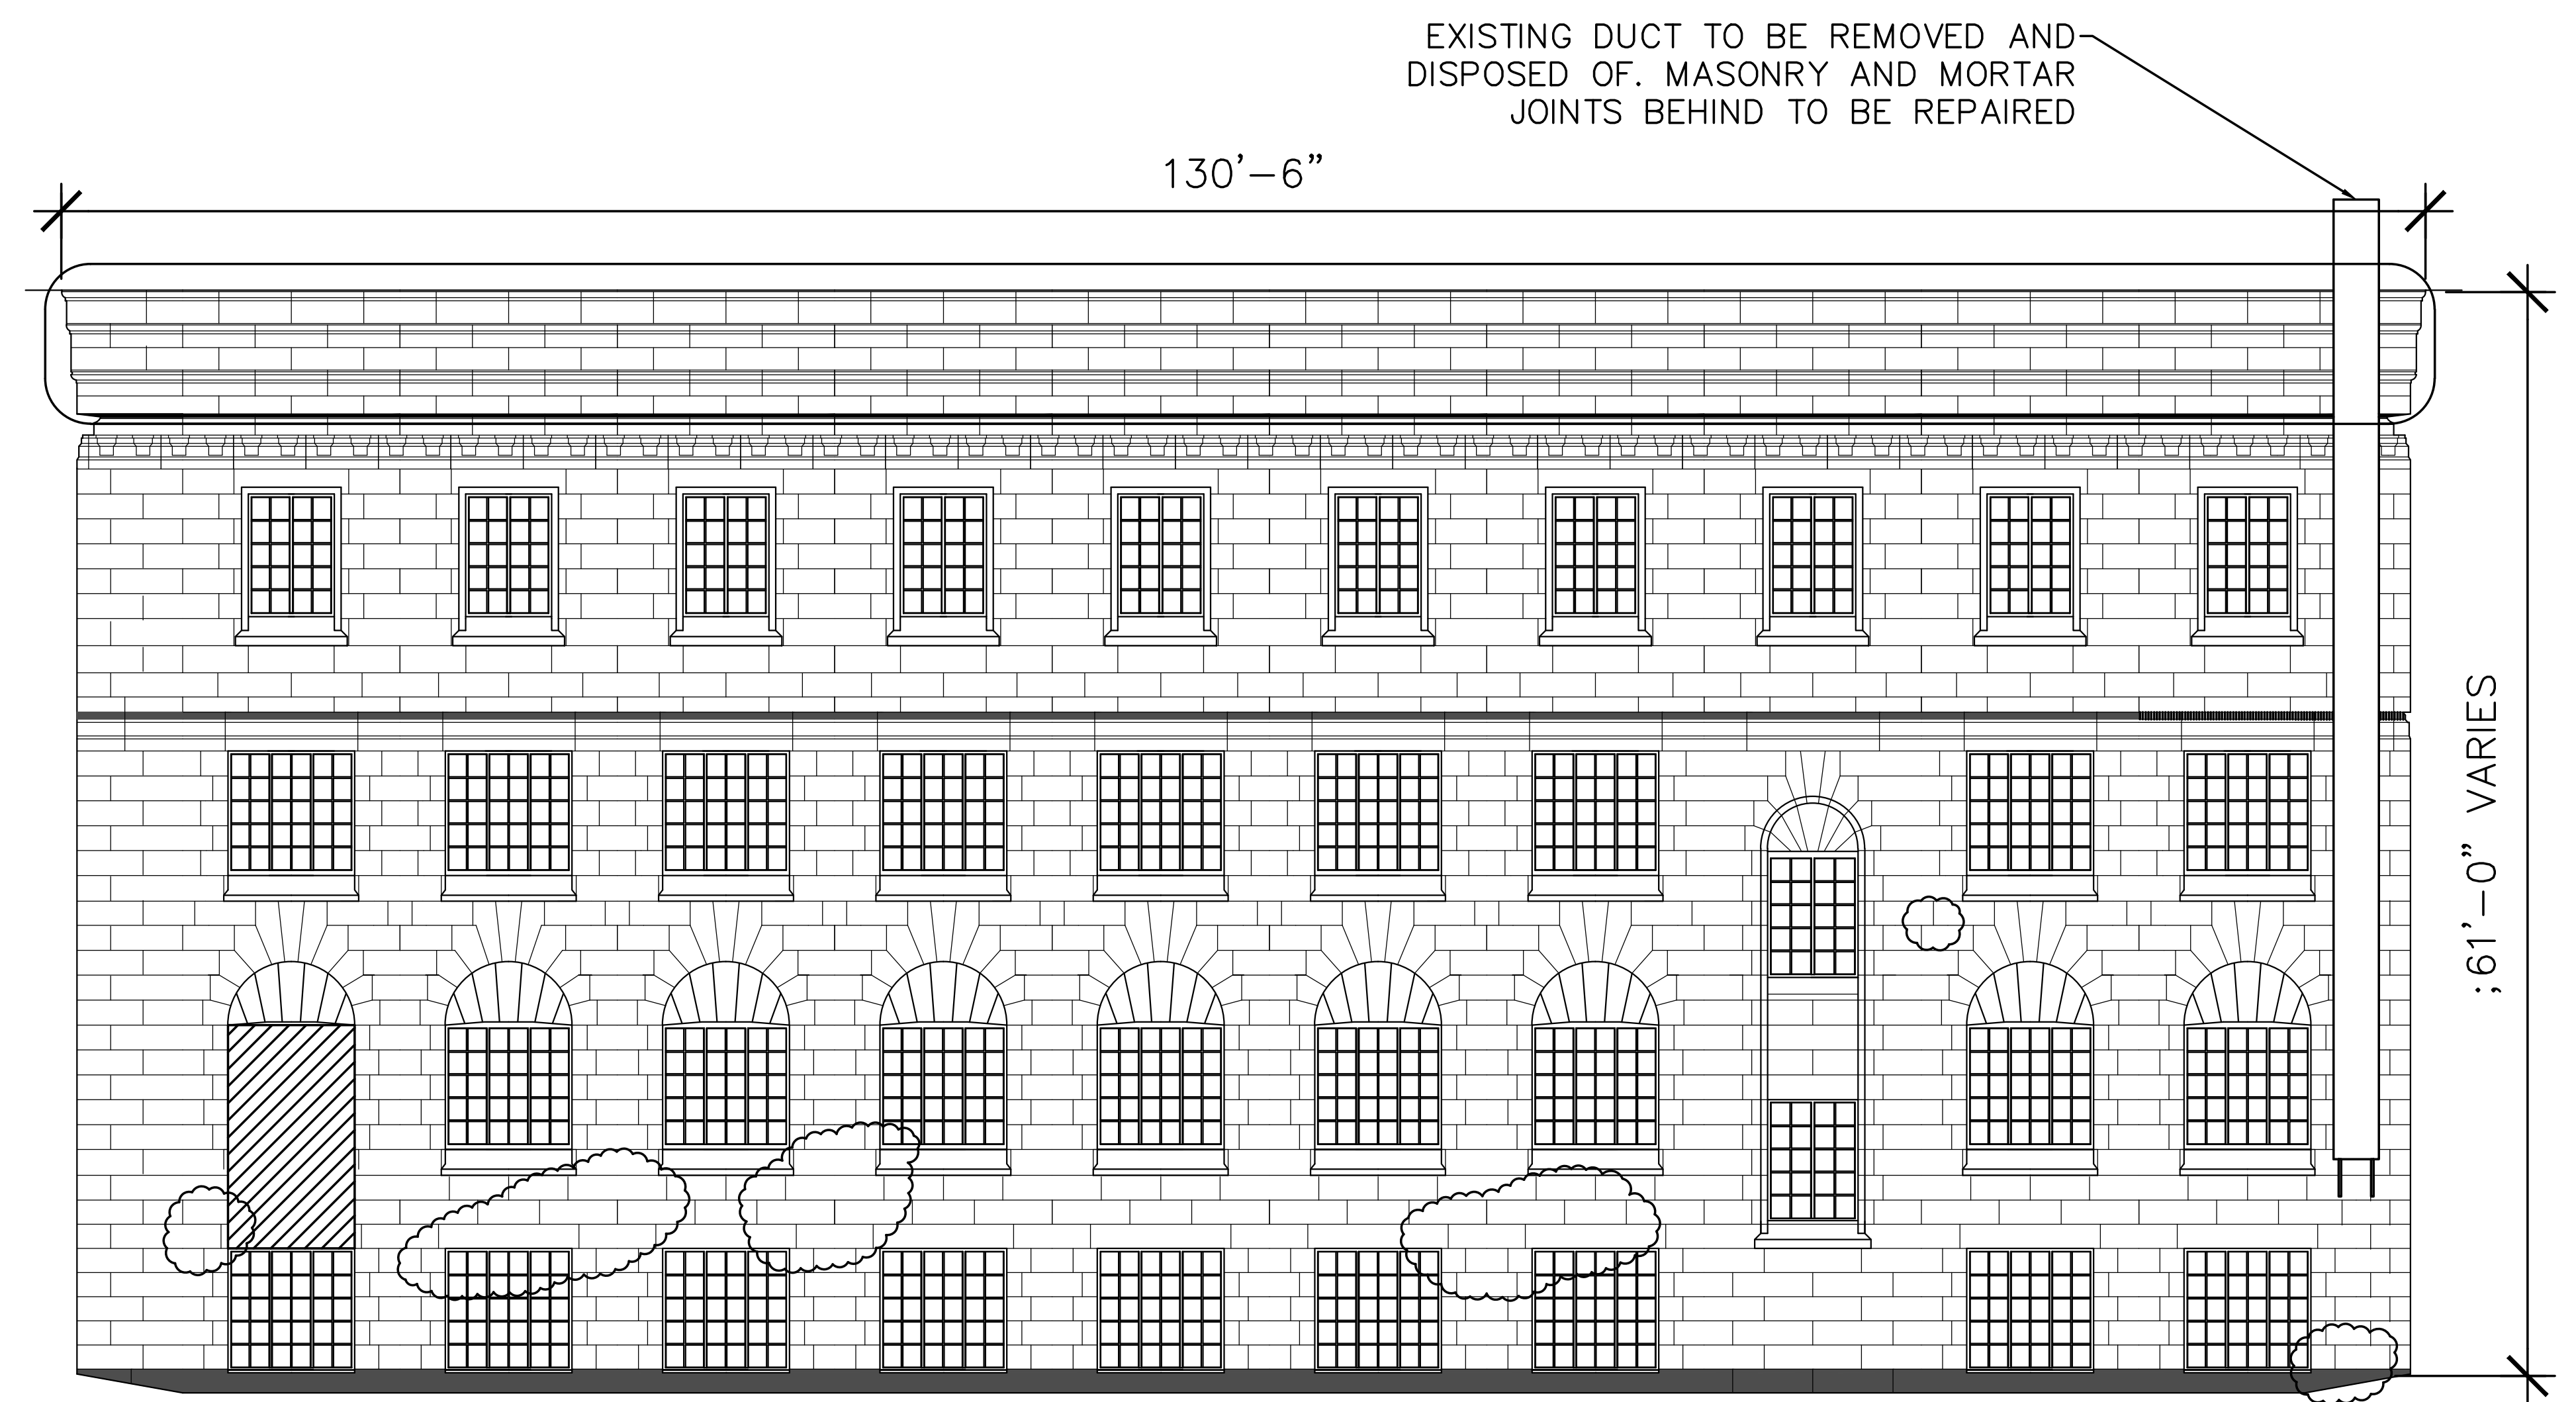 EXISTING DUCT TO BE REMOVED AND
DISPOSED OF. MASONRY AND MORTAR
JOINTS BEHIND TO BE REPAIRED
130'-6"
;61'-0" VARIES